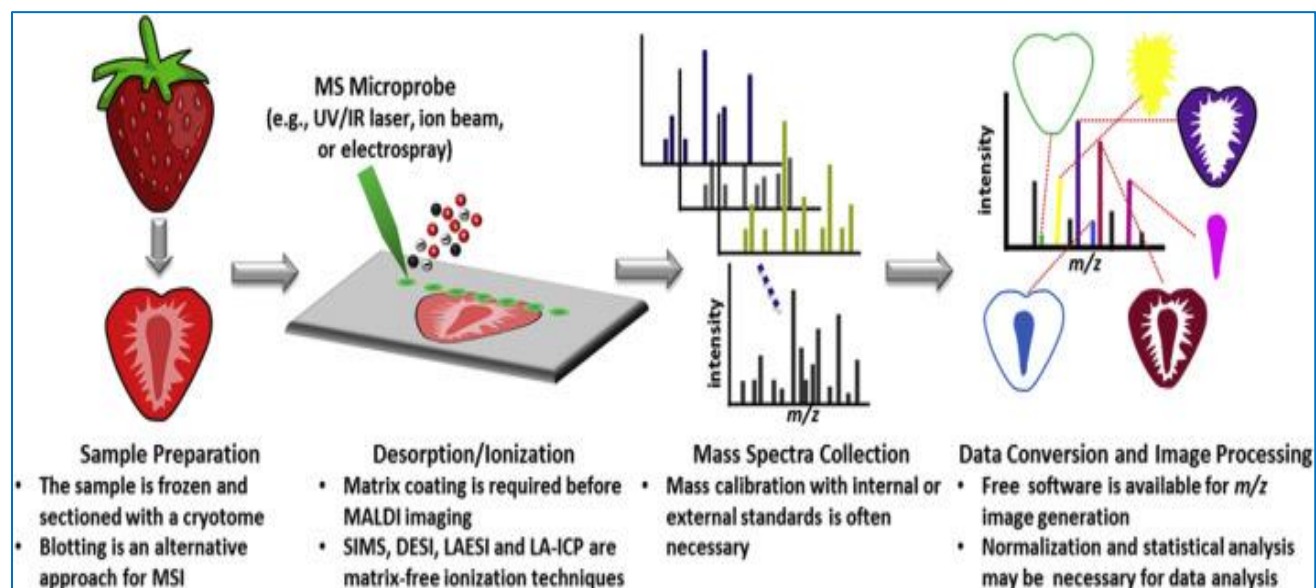 MS Microprobe
(e.g., UV/IR laser, ion beam,
or electrospray)
intensity
m/z
intensity
m/z
Sample Preparation
• The sample is frozen and
sectioned with a cryotome
• Blotting is an alternative
approach for MSI
Desorption/Ionization
• Matrix coating is required before
MALDI imaging
• SIMS, DESI, LAESI and LA-ICP are
matrix-free ionization techniques
Mass Spectra Collection
• Mass calibration with internal or
external standards is often
necessary
Data Conversion and Image Processing
• Free software is available for m/z
image generation
• Normalization and statistical analysis
may be necessary for data analysis